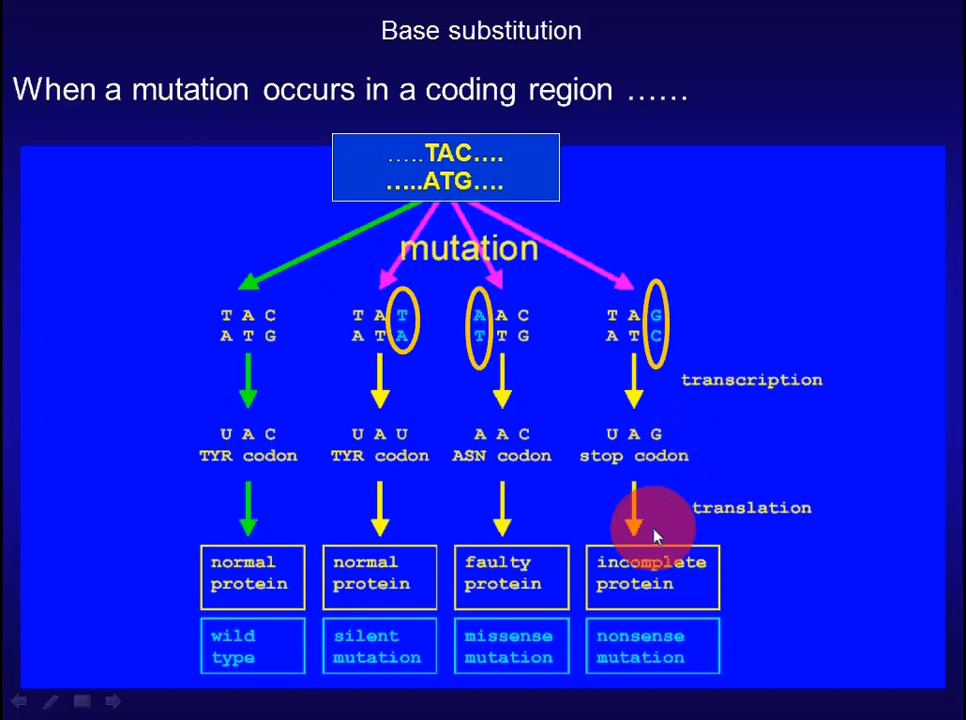 Base substitution
When a mutation occurs in a coding region ……
…..TAC….
…..ATG….
mutation
T A C
A T G
T A T
A T A
A A C
T T G
T A G
A T C
transcription
U A C
TYR codon
U A U
TYR codon
A A C
ASN codon
U A G
stop codon
translation
normal
protein
normal
protein
faulty
protein
incomplete
protein
wild
type
silent
mutation
missense
mutation
nonsense
mutation